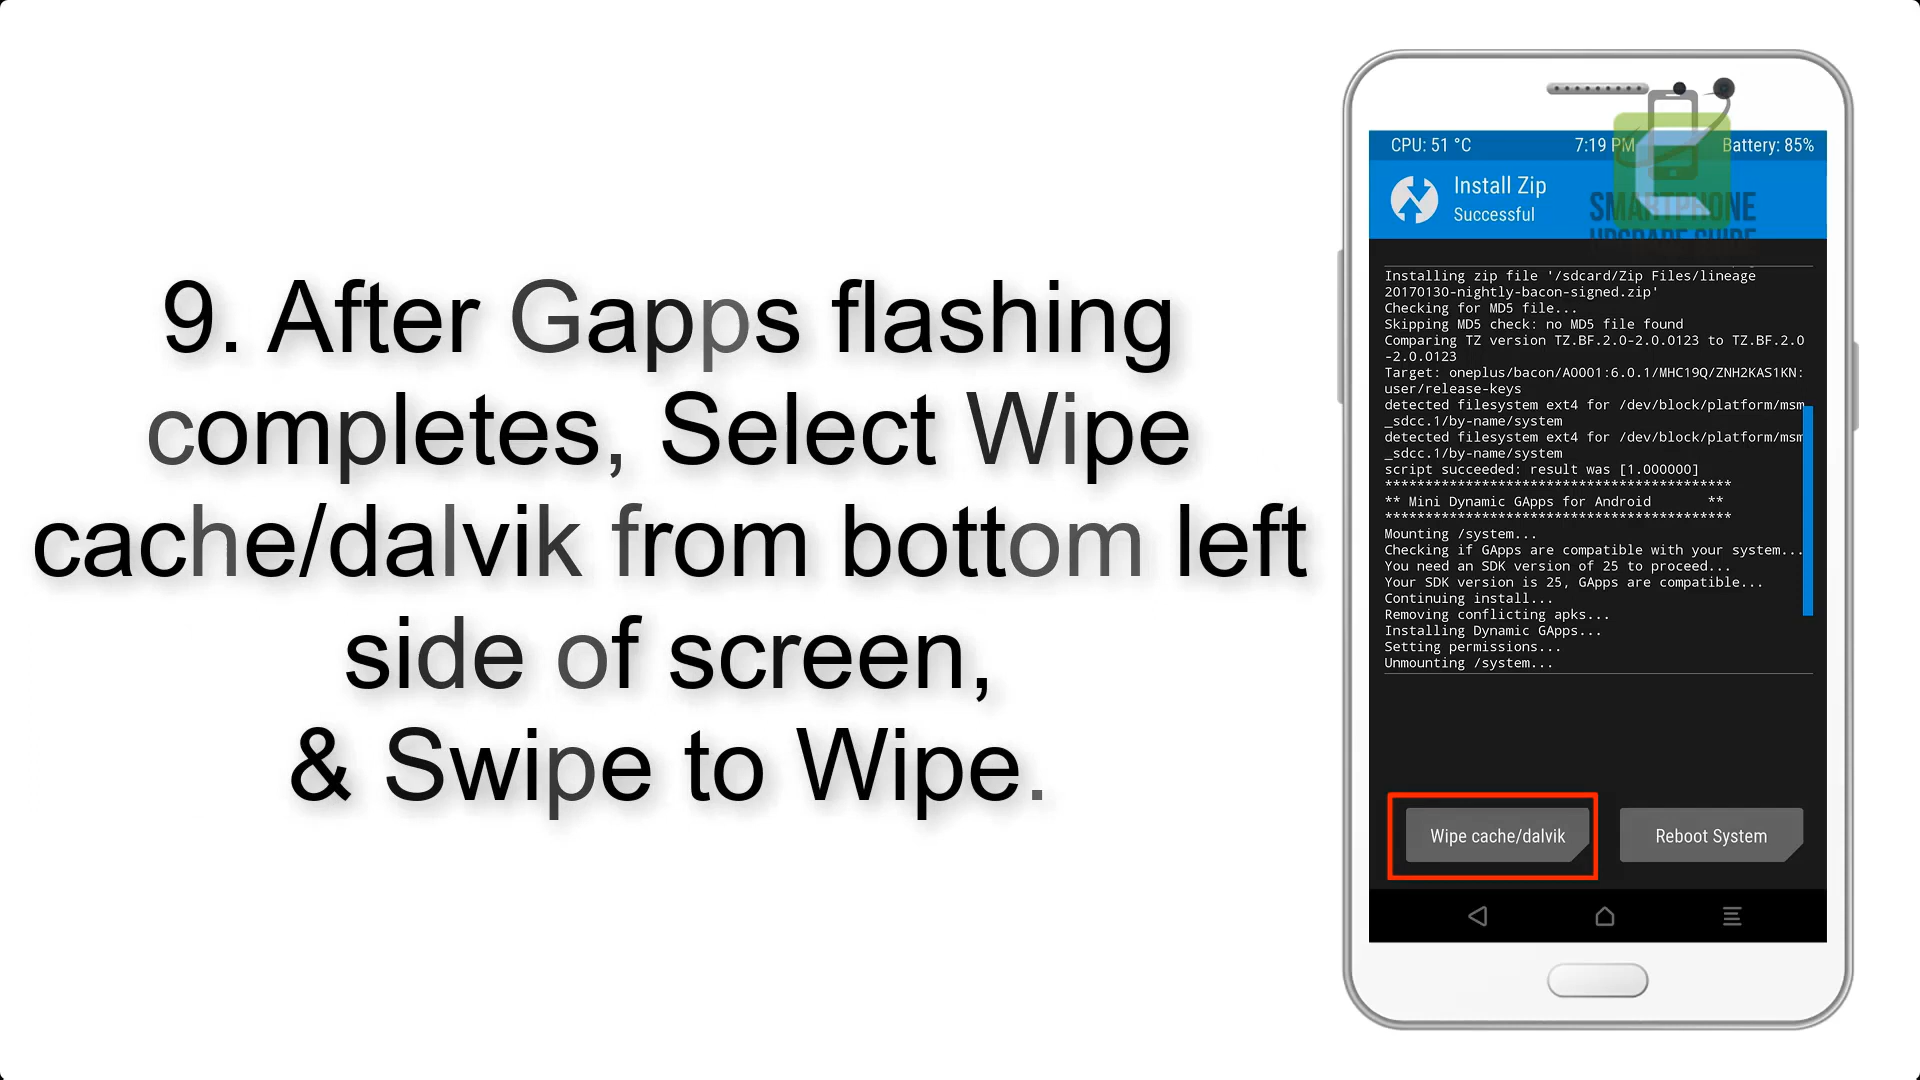 9. After Gapps flashing
completes, Select Wipe
cache/dalvik from bottom left
side of screen,
& Swipe to Wipe.
CPU: 51 °C 7:19 PM Battery: 85%
Install Zip
Successful
SMARTPHONE
UPGRADE GUIDE
Installing zip file '/sdcard/Zip Files/lineage
20170130-nightly-bacon-signed.zip'
Checking for MD5 file...
Skipping MD5 check: no MD5 file found
Comparing TZ version TZ.BF.2.0-2.0.0123 to TZ.BF.2.0
-2.0.0123
Target: oneplus/bacon/A0001:6.0.1/MHC19Q/ZNH2KAS1KN:
user/release-keys
detected filesystem ext4 for /dev/block/platform/msm
_sdcc.1/by-name/system
detected filesystem ext4 for /dev/block/platform/msm
_sdcc.1/by-name/system
script succeeded: result was [1.000000]
******************************************
** Mini Dynamic GApps for Android **
******************************************
Mounting /system...
Checking if GApps are compatible with your system...
You need an SDK version of 25 to proceed...
Your SDK version is 25, GApps are compatible...
Continuing install...
Removing conflicting apks...
Installing Dynamic GApps...
Setting permissions...
Unmounting /system...
Wipe cache/dalvik
Reboot System